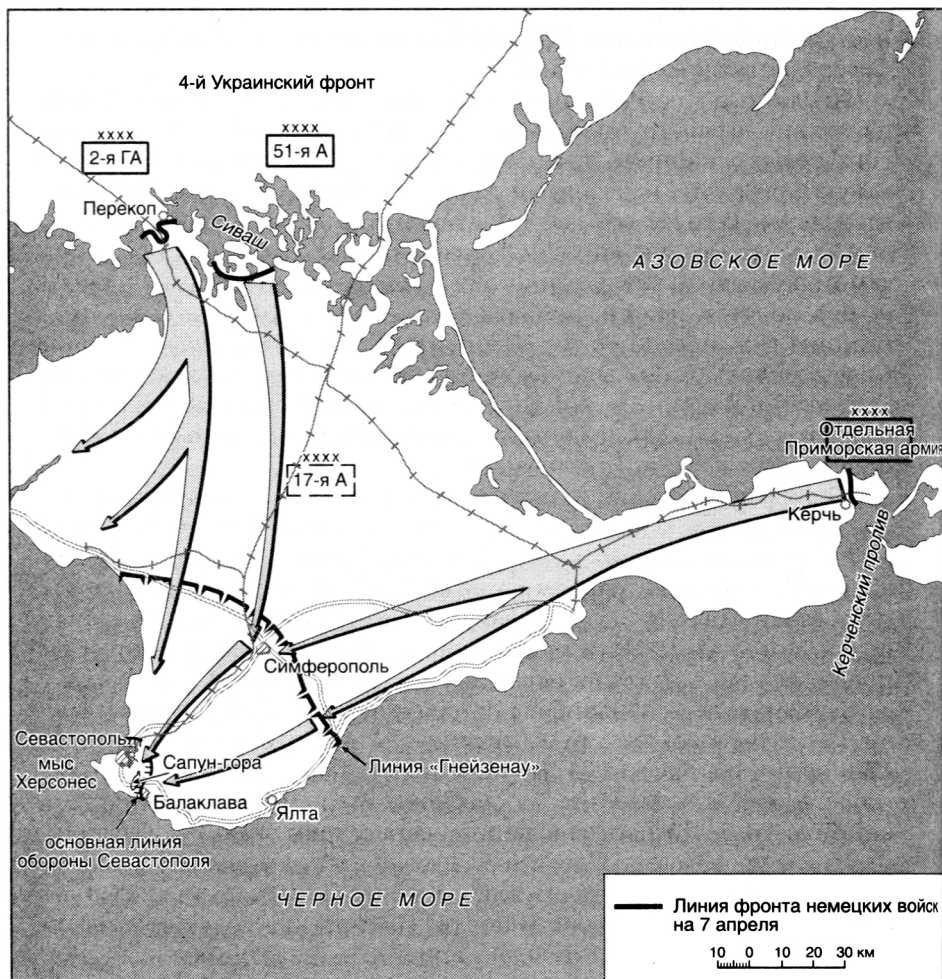 4-й Украинский фронт
xxxx
2-я ГА
xxxx
51-я А
Перекоп
Сиваш
АЗОВСКОЕ МОРЕ
xxxx
Отдельная
Приморская армия
xxxx
17-я А
Керчь
Керченский пролив
Симферополь
Севастополь
мыс
Херсонес
Сапун-гора
Линия «Гнейзенау»
Балаклава
Ялта
основная линия
обороны Севастополя
ЧЕРНОЕ МОРЕ
Линия фронта немецких войск
на 7 апреля
10 0 10 20 30 км